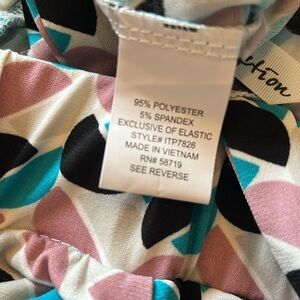 95% POLYESTER
5% SPANDEX
EXCLUSIVE OF ELASTIC
STYLE# ITP7826
MADE IN VIETNAM
RN# 58719
SEE REVERSE